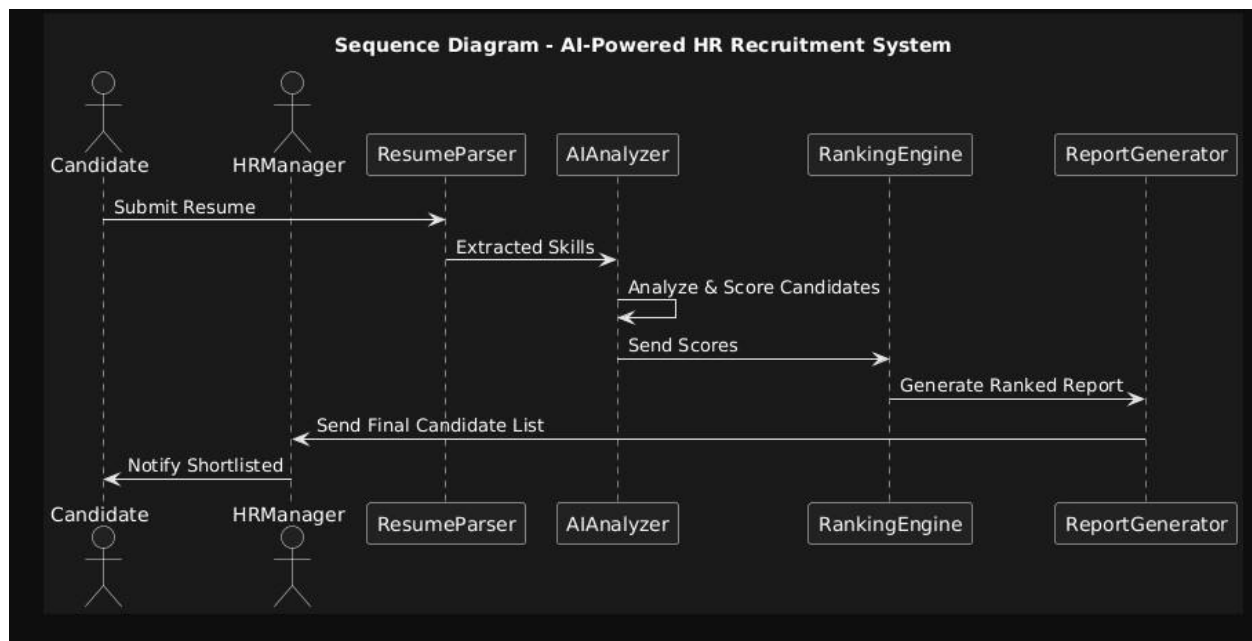 Sequence Diagram - AI-Powered HR Recruitment System
Candidate
HRManager
ResumeParser
AIAnalyzer
RankingEngine
ReportGenerator
Submit Resume
Extracted Skills
Analyze & Score Candidates
Send Scores
Generate Ranked Report
Send Final Candidate List
Notify Shortlisted
Candidate
HRManager
ResumeParser
AIAnalyzer
RankingEngine
ReportGenerator